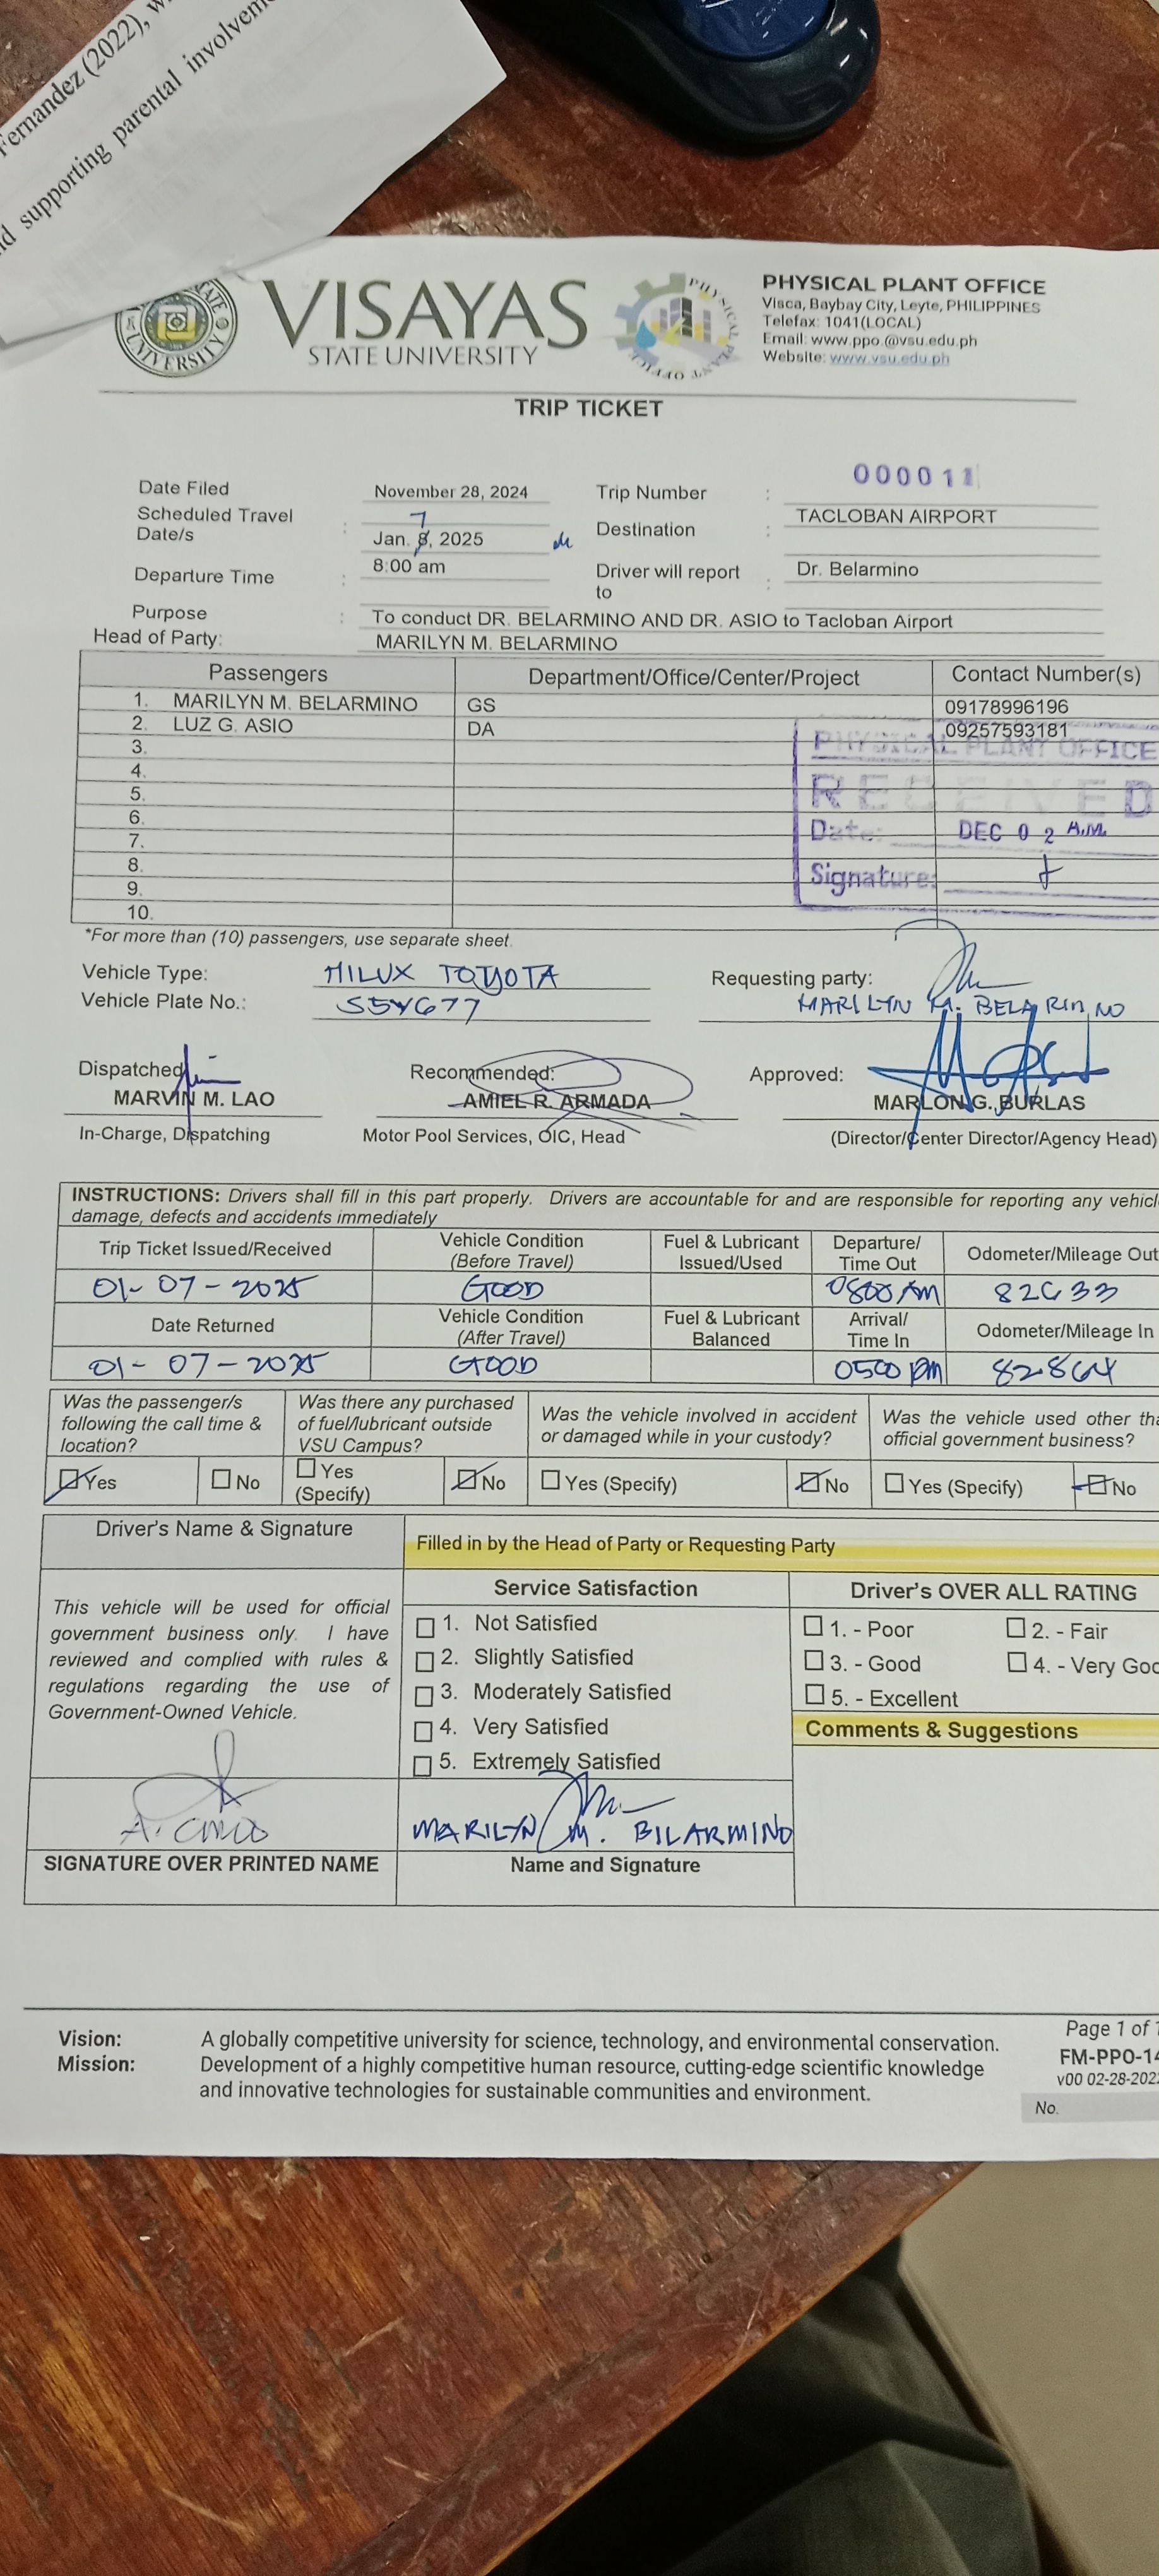 Fernandez (2022),
supporting parental involvem
VISAYAS
STATE UNIVERSITY
PHYSICAL PLANT OFFICE
Visca, Baybay City, Leyte, PHILIPPINES
Telefax: 1041(LOCAL)
Email: www.ppo.@vsu.edu.ph
Website: www.vsu.edu.ph
TRIP TICKET
Date Filed November 28, 2024 Trip Number : 000011
Scheduled Travel Date/s : Jan. 8, 2025 7 Destination : TACLOBAN AIRPORT
Departure Time : 8:00 am Driver will report to : Dr. Belarmino
Purpose : To conduct DR. BELARMINO AND DR. ASIO to Tacloban Airport
Head of Party: MARILYN M. BELARMINO
Passengers Department/Office/Center/Project Contact Number(s)
1. MARILYN M. BELARMINO GS 09178996196
2. LUZ G. ASIO DA 09257593181
3.
4.
5.
6.
7.
8.
9.
10.
PHYSICAL PLANT OFFICE
RECEIVED
Date: DEC 02 A.M.
Signature:
*For more than (10) passengers, use separate sheet.
Vehicle Type: HILUX TOYOTA Requesting party:
Vehicle Plate No.: MARILYN M. BELARMINO
Dispatched Recommended: Approved:
MARVIN M. LAO AMIEL R. ARMADA MARLON G. BURLAS
In-Charge, Dispatching Motor Pool Services, OIC, Head (Director/Center Director/Agency Head)
INSTRUCTIONS: Drivers shall fill in this part properly. Drivers are accountable for and are responsible for reporting any vehicl
damage, defects and accidents immediately
Trip Ticket Issued/Received Vehicle Condition (Before Travel) Fuel & Lubricant Issued/Used Departure/ Time Out Odometer/Mileage Out
01-07-2025 GOOD 0800 AM 82633
Date Returned Vehicle Condition (After Travel) Fuel & Lubricant Balanced Arrival/ Time In Odometer/Mileage In
01-07-2025 GOOD 0500 PM 82864
Was the passenger/s following the call time & location? Was there any purchased of fuel/lubricant outside VSU Campus? Was the vehicle involved in accident or damaged while in your custody? Was the vehicle used other tha official government business?
Yes No Yes (Specify) No Yes (Specify) No Yes (Specify) No
Driver's Name & Signature Filled in by the Head of Party or Requesting Party
Service Satisfaction Driver's OVER ALL RATING
This vehicle will be used for official
government business only. I have
reviewed and complied with rules &
regulations regarding the use of
Government-Owned Vehicle.
1. Not Satisfied
2. Slightly Satisfied
3. Moderately Satisfied
4. Very Satisfied
5. Extremely Satisfied
1. - Poor 2. - Fair
3. - Good 4. - Very Goo
5. - Excellent
Comments & Suggestions
MARILYN M. BILARMINO
SIGNATURE OVER PRINTED NAME Name and Signature
Vision: A globally competitive university for science, technology, and environmental conservation.
Mission: Development of a highly competitive human resource, cutting-edge scientific knowledge
and innovative technologies for sustainable communities and environment.
Page 1 of 1
FM-PPO-14
v00 02-28-202
No.